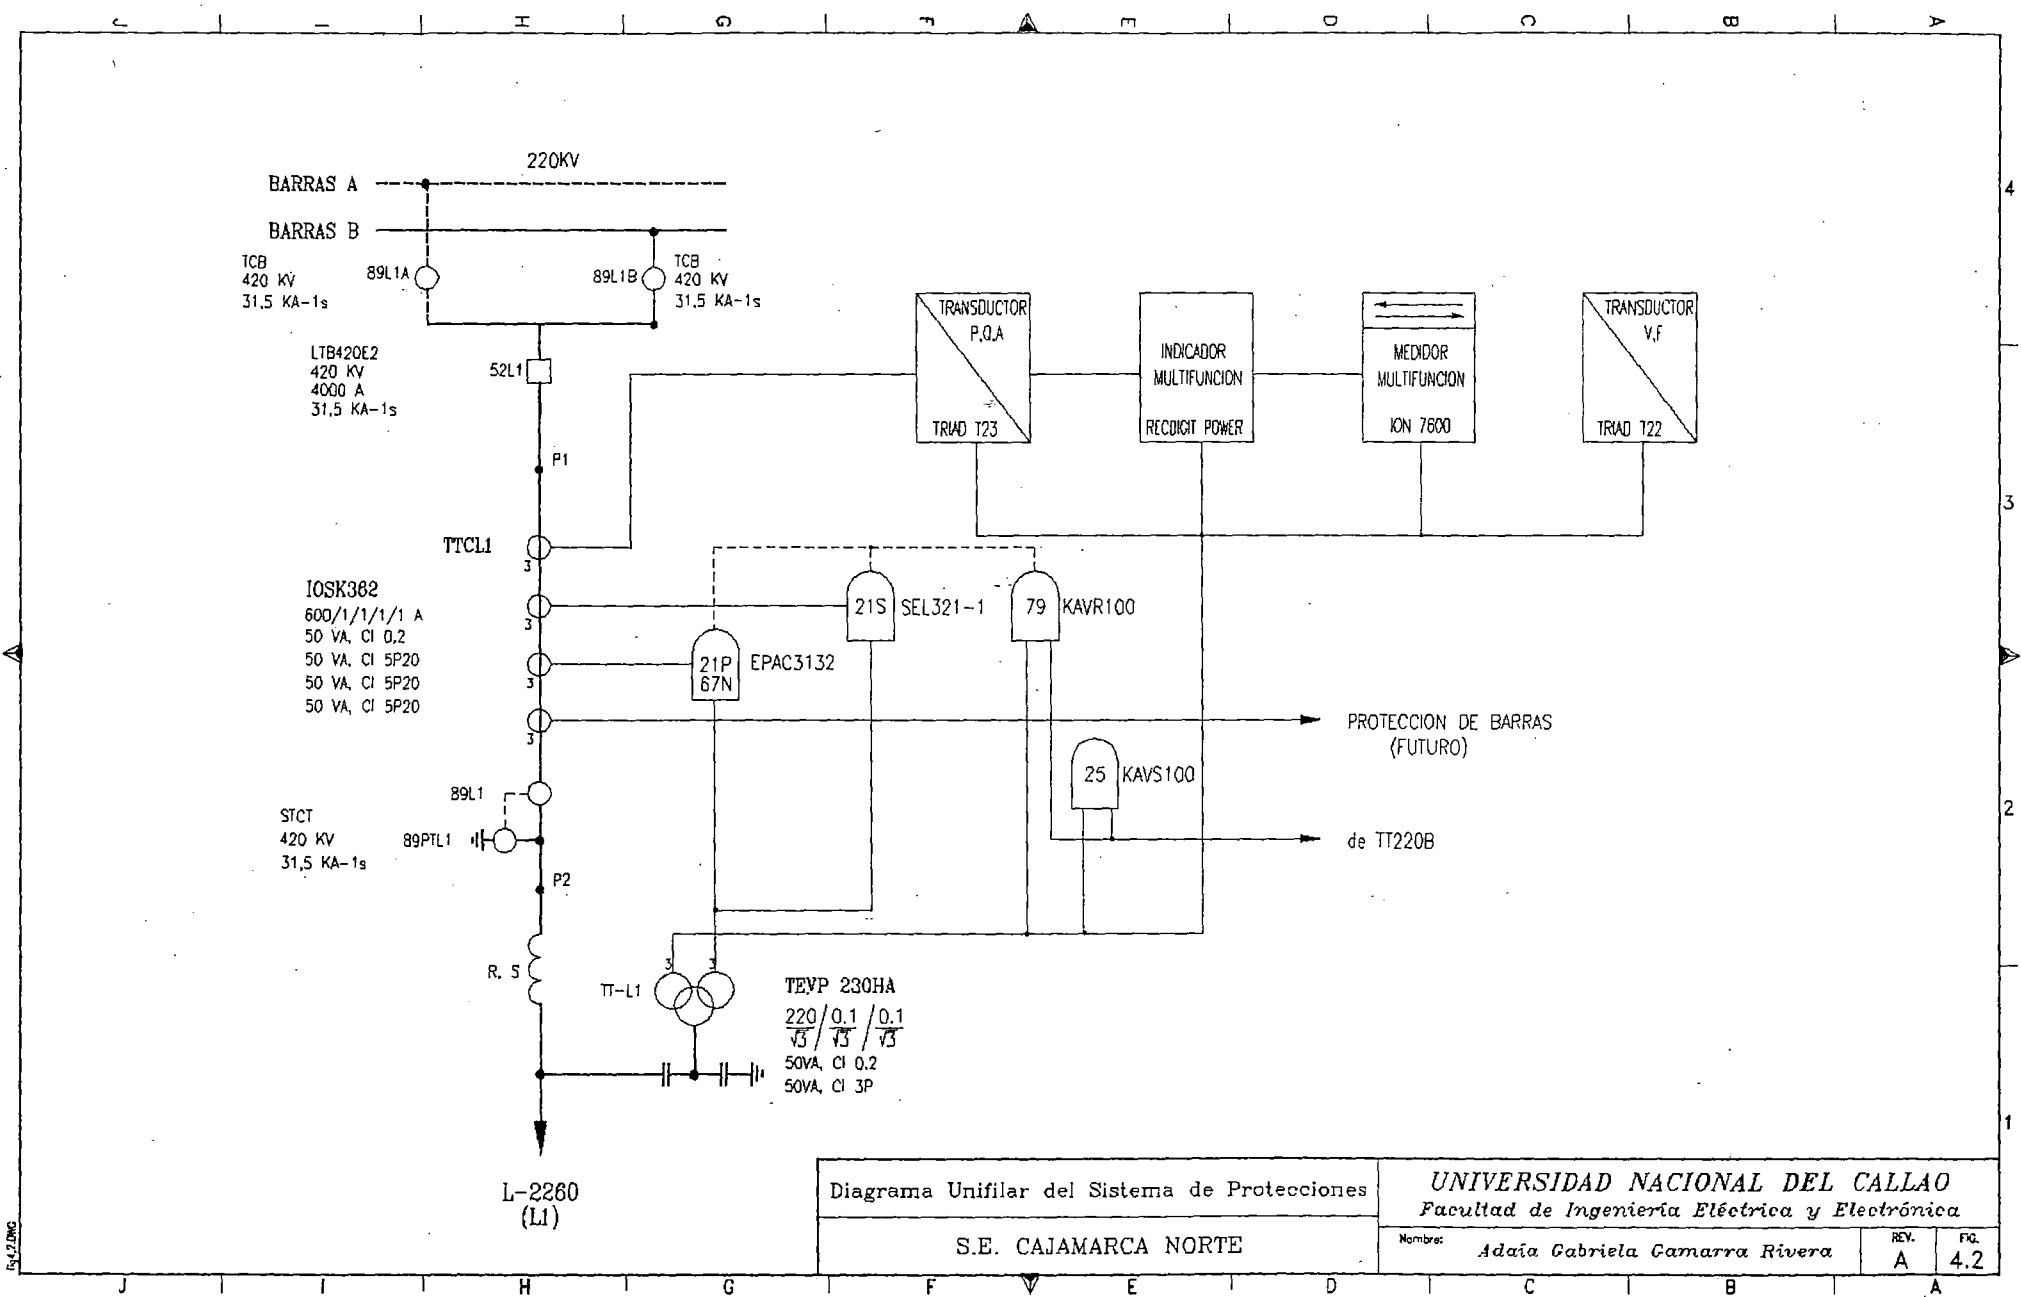 J I H G F E D C B A
220KV
BARRAS A
BARRAS B
TCB
420 KV
31,5 KA-1s
89L1A
89L1B
TCB
420 KV
31,5 KA-1s
LTB420E2
420 KV
4000 A
31,5 KA-1s
52L1
P1
TRANSDUCTOR
P,Q,A
TRIAD T23
INDICADOR
MULTIFUNCION
RECDIGIT POWER
MEDIDOR
MULTIFUNCION
ION 7600
TRANSDUCTOR
V,F
TRIAD T22
4
3
2
1
TTCL1
3
3
3
3
IOSK362
600/1/1/1/1 A
50 VA, Cl 0,2
50 VA, Cl 5P20
50 VA, Cl 5P20
50 VA, Cl 5P20
21S
SEL321-1
79
KAVR100
21P
67N
EPAC3132
PROTECCION DE BARRAS
(FUTURO)
25
KAVS100
de TT220B
89L1
STCT
420 KV
31,5 KA-1s
89PTL1
P2
R. S
3
3
TT-L1
TEVP 230HA
220/√3 / 0.1/√3 / 0.1/√3
50VA, Cl 0.2
50VA, Cl 3P
L-2260
(L1)
Diagrama Unifilar del Sistema de Protecciones
S.E. CAJAMARCA NORTE
UNIVERSIDAD NACIONAL DEL CALLAO
Facultad de Ingeniería Eléctrica y Electrónica
Nombre:
Adaía Gabriela Gamarra Rivera
REV.
A
FIG.
4.2
J I H G F E D C B A